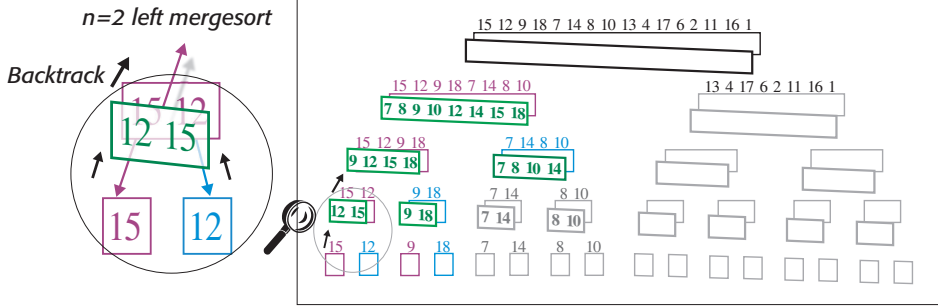 n=2 left mergesort
Backtrack
15 12
12 15
15 12
15 12 9 18 7 14 8 10 13 4 17 6 2 11 16 1
15 12 9 18 7 14 8 10 13 4 17 6 2 11 16 1
7 8 9 10 12 14 15 18
15 12 9 18 7 14 8 10
9 12 15 18 7 8 10 14
15 12 9 18 7 14 8 10
12 15 9 18 7 14 8 10
15 12 9 18 7 14 8 10